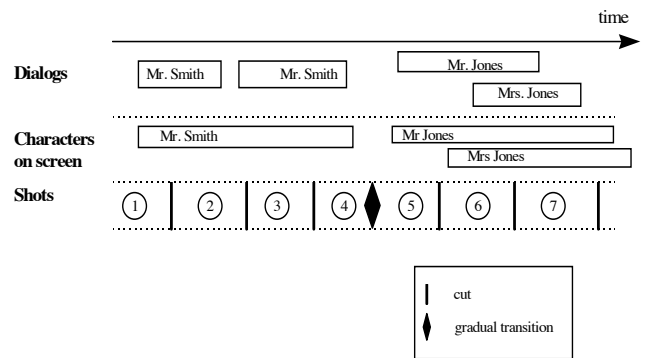 time
Dialogs
Mr. Smith
Mr. Smith
Mr. Jones
Mrs. Jones
Characters
on screen
Mr. Smith
Mr Jones
Mrs Jones
Shots
1 2 3 4 5 6 7
cut
gradual transition